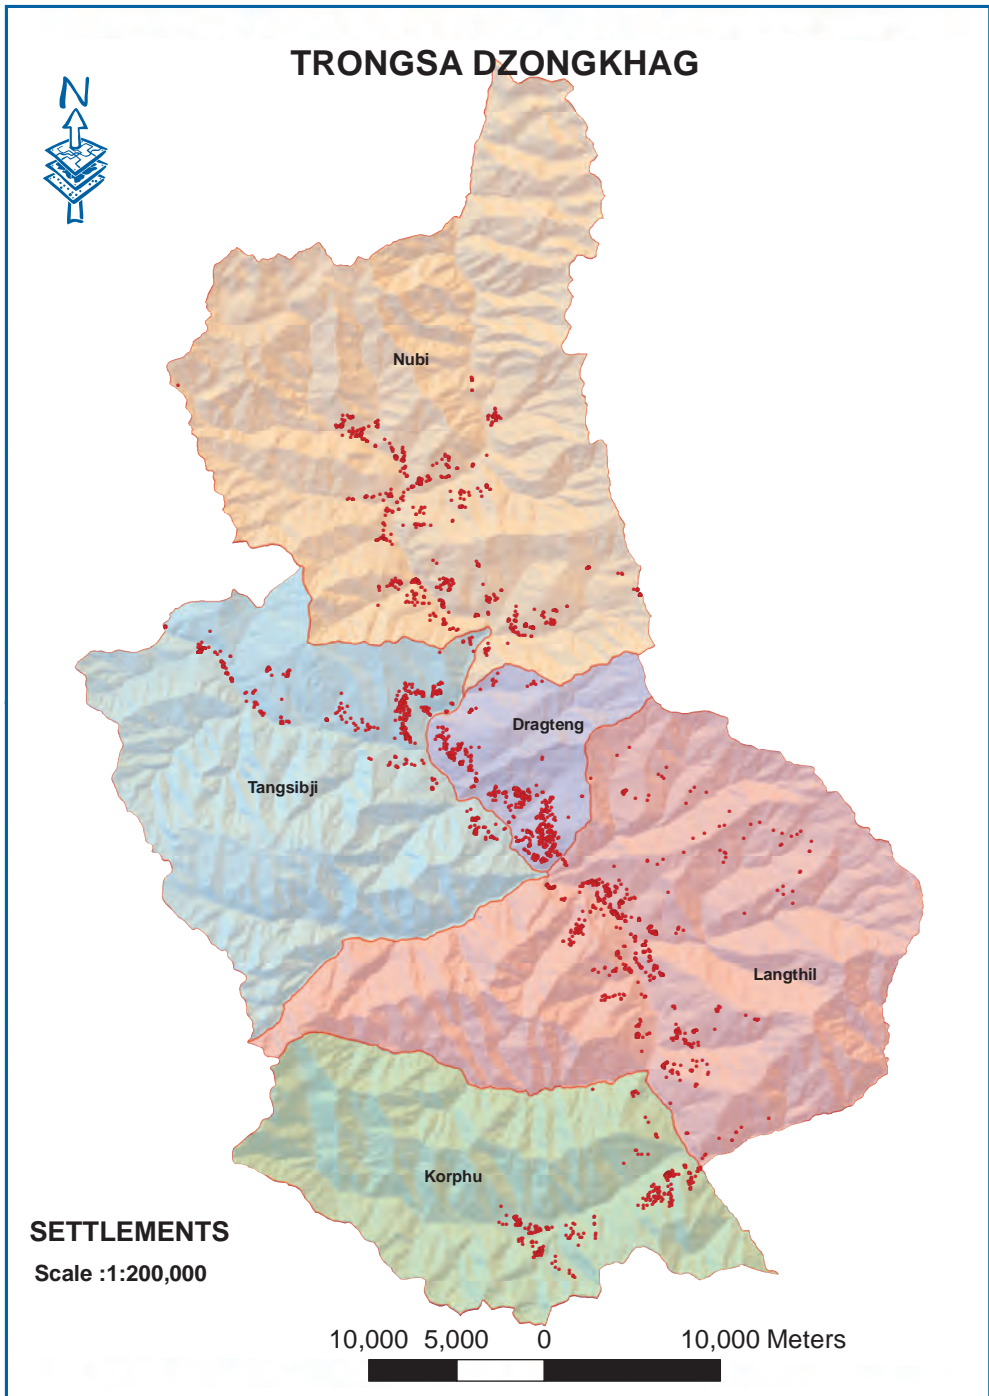 TRONGSA DZONGKHAG
N
Nubi
Dragteng
Tangsibji
Langthil
Korphu
SETTLEMENTS
Scale :1:200,000
10,000 5,000 0 10,000 Meters